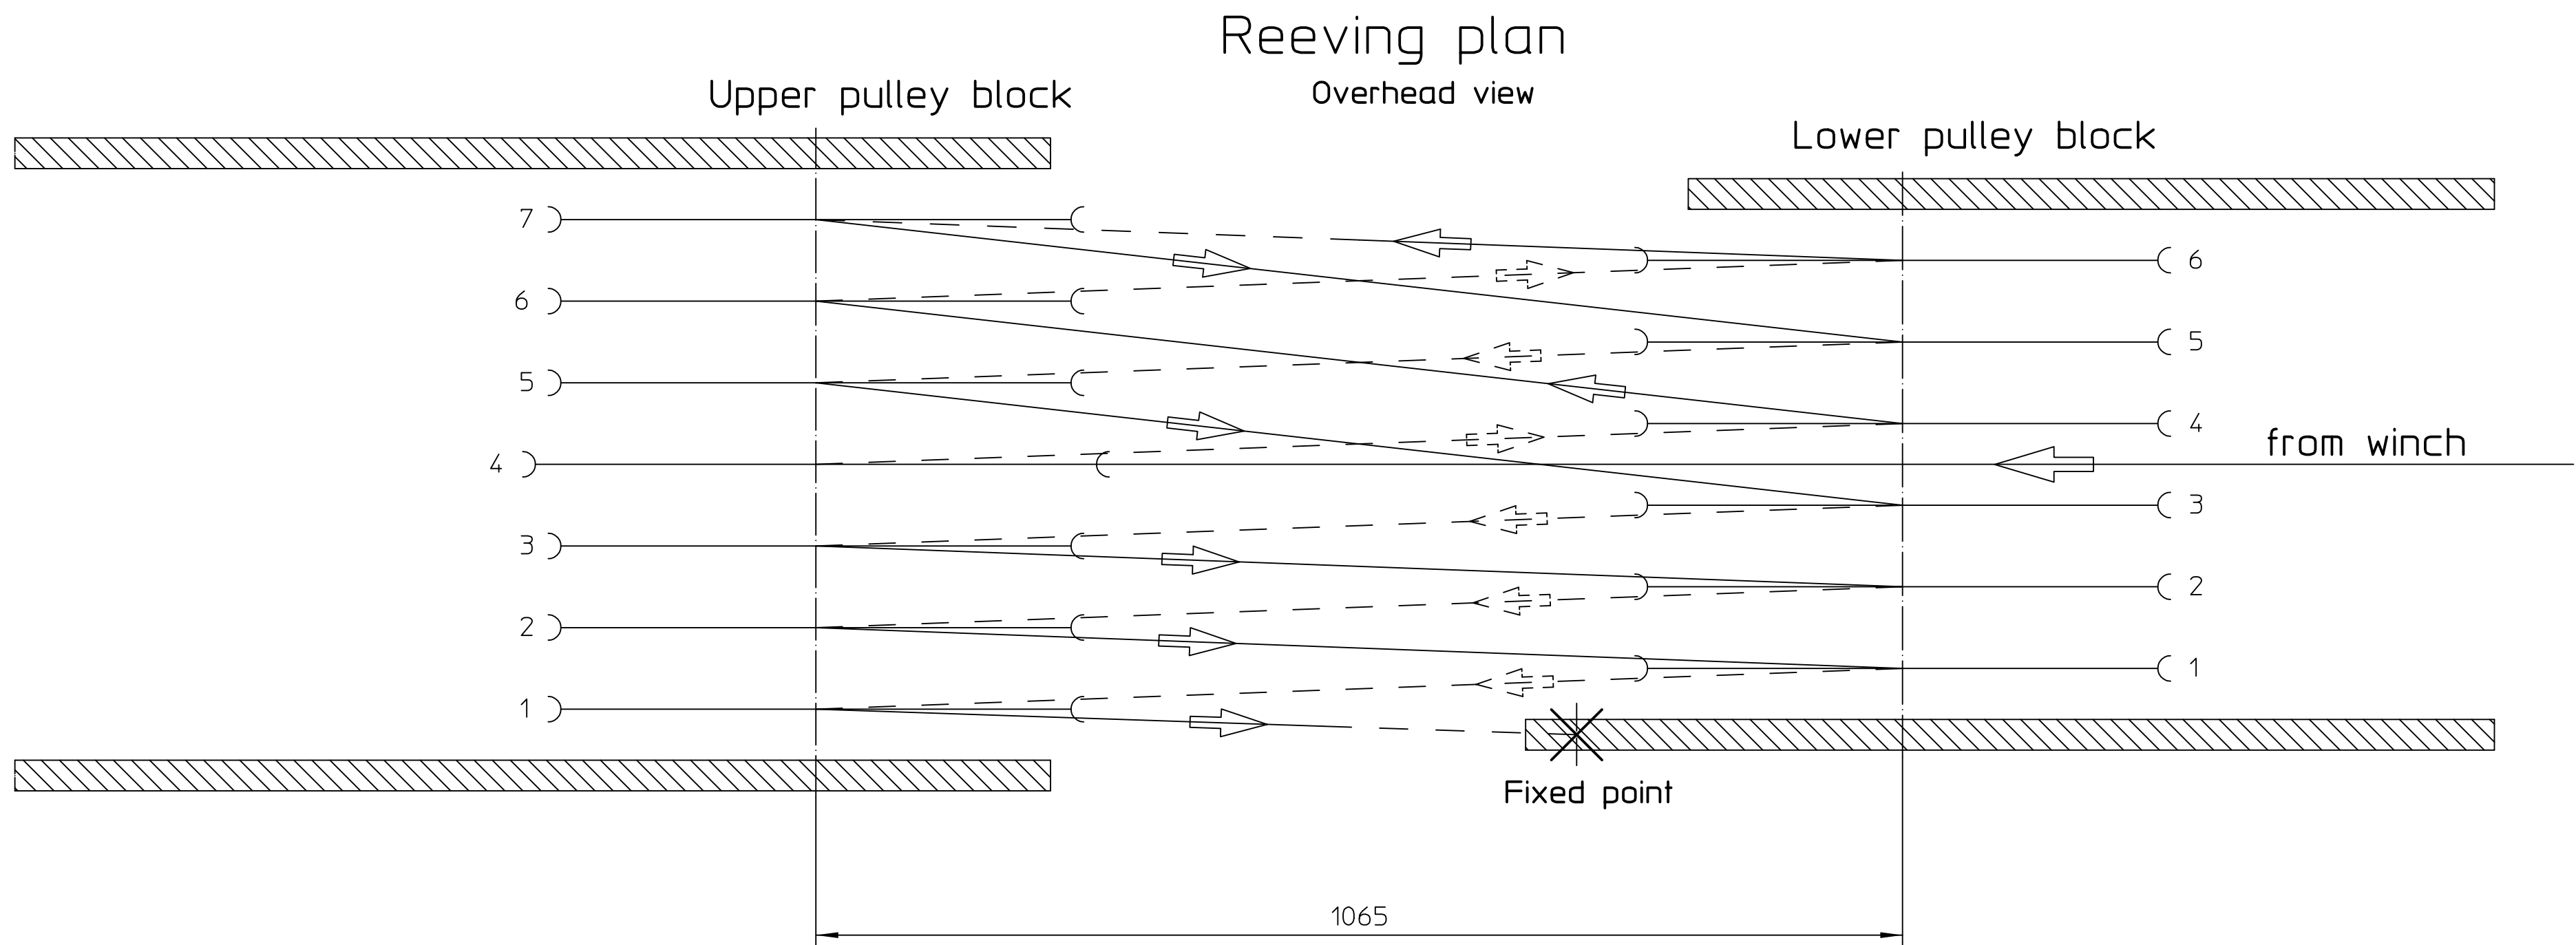 Reeving plan
Overhead view
Upper pulley block
Lower pulley block
7
6
6
5
5
4
4
from winch
3
3
2
2
1
1
Fixed point
1065